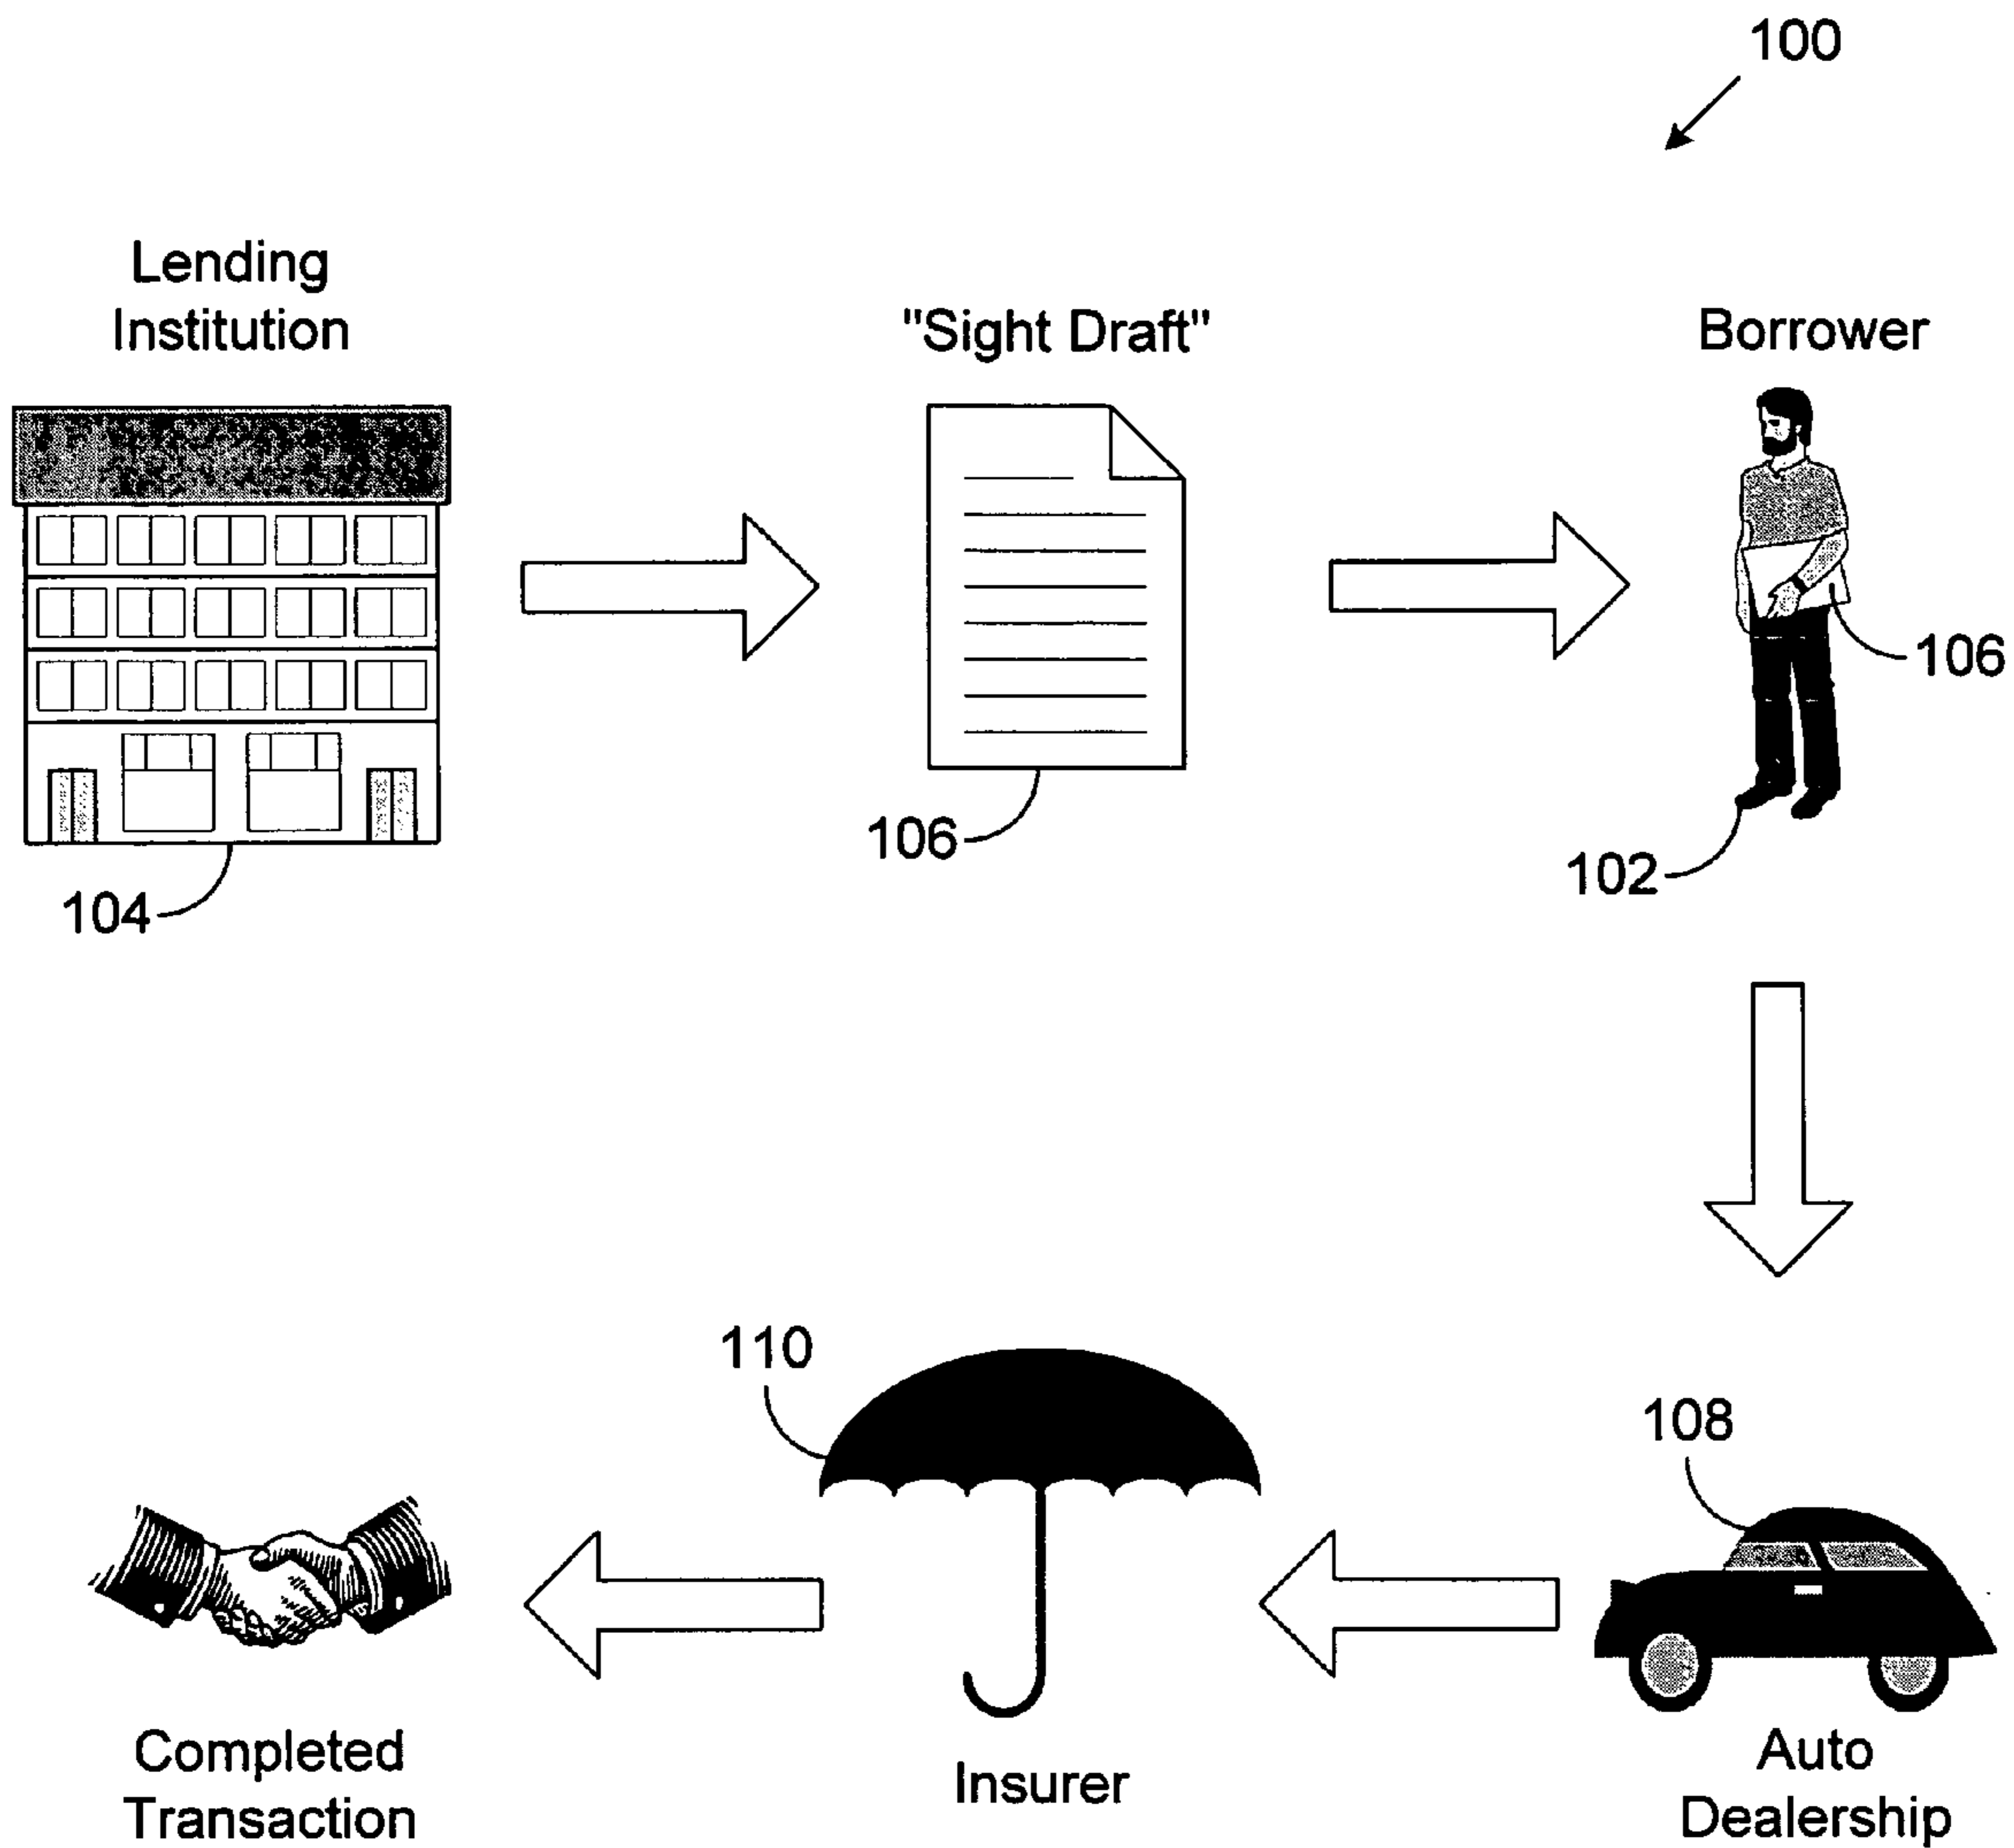 100
Lending
Institution
"Sight Draft"
Borrower
106
106
102
104
110
108
Completed
Transaction
Insurer
Auto
Dealership